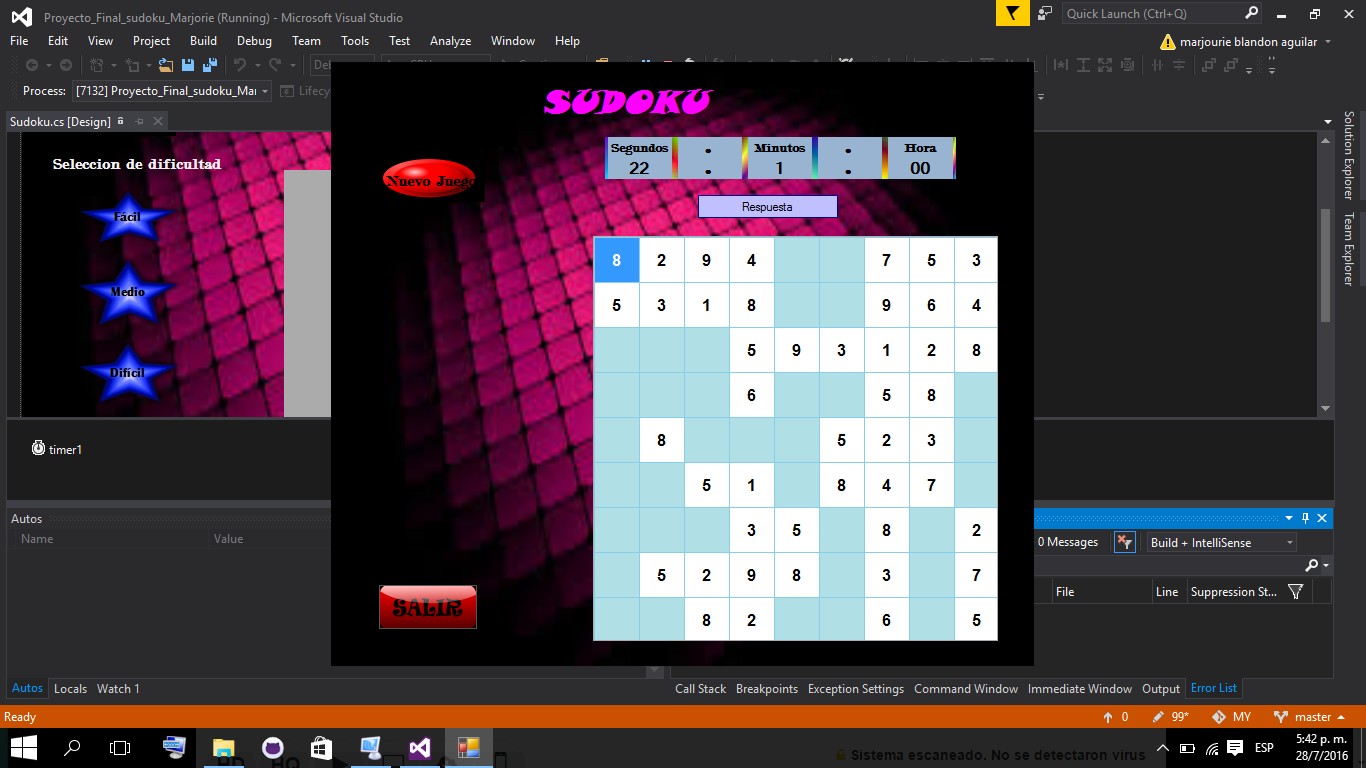 Proyecto_Final_sudoku_Marjorie (Running) - Microsoft Visual Studio
Quick Launch (Ctrl+Q)
File Edit View Project Build Debug Team Tools Test Analyze Window Help
marjourie blandon aguilar
Process: [7132] Proyecto_Final_sudoku_Mar
Lifecy
Sudoku.cs [Design]
Seleccion de dificultad
Fácil
Medio
Difícil
timer1
SUDOKU
Segundos : Minutos : Hora
22 : 1 : 00
Nuevo Juego
Respuesta
8 2 9 4 7 5 3
5 3 1 8 9 6 4
5 9 3 1 2 8
6 5 8
8 5 2 3
5 1 8 4 7
3 5 8 2
5 2 9 8 3 7
8 2 6 5
SALIR
Solution Explorer
Team Explorer
Autos
Name Value
0 Messages
Build + IntelliSense
File Line Suppression St...
Autos Locals Watch 1
Call Stack Breakpoints Exception Settings Command Window Immediate Window Output Error List
Ready
0 99* MY master
Sistema escaneado. No se detectaron virus
ESP
5:42 p. m.
28/7/2016